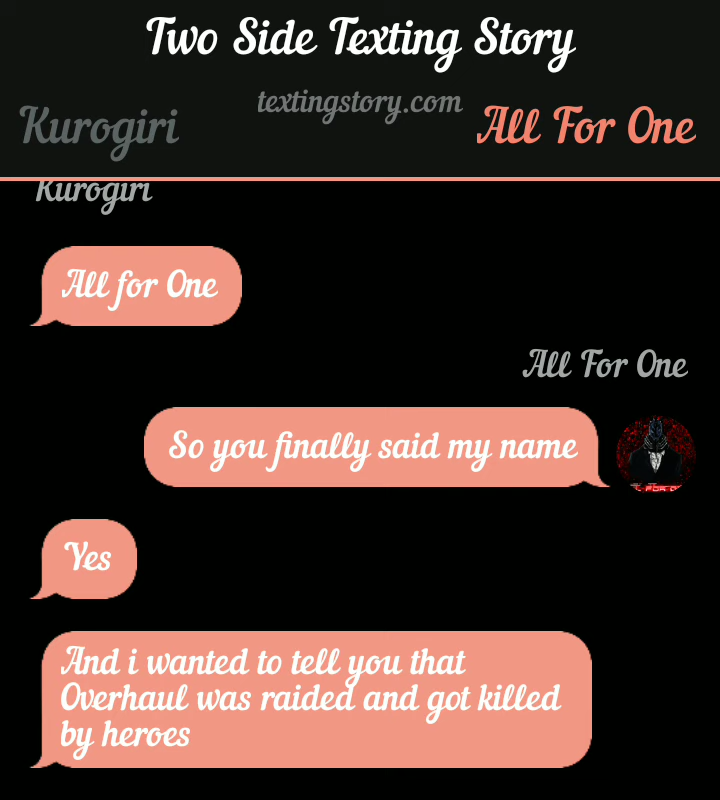 Two Side Texting Story
textingstory.com
Kurogiri
All For One
Kurogiri
All for One
All For One
So you finally said my name
Yes
And i wanted to tell you that
Overhaul was raided and got killed
by heroes